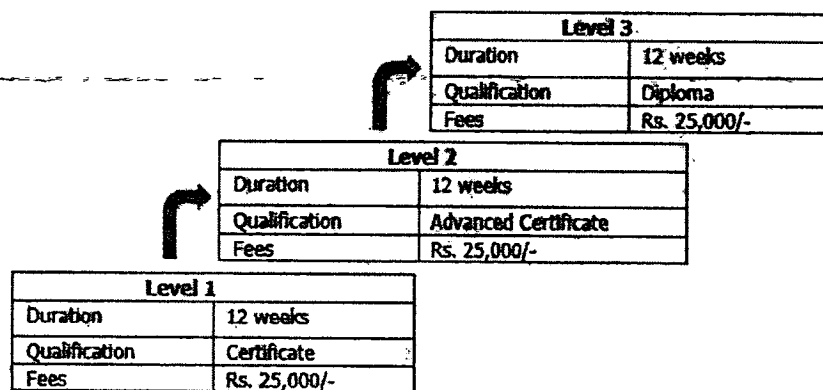 Level 3
Duration 12 weeks
Qualification Diploma
Fees Rs. 25,000/-
Level 2
Duration 12 weeks
Qualification Advanced Certificate
Fees Rs. 25,000/-
Level 1
Duration 12 weeks
Qualification Certificate
Fees Rs. 25,000/-